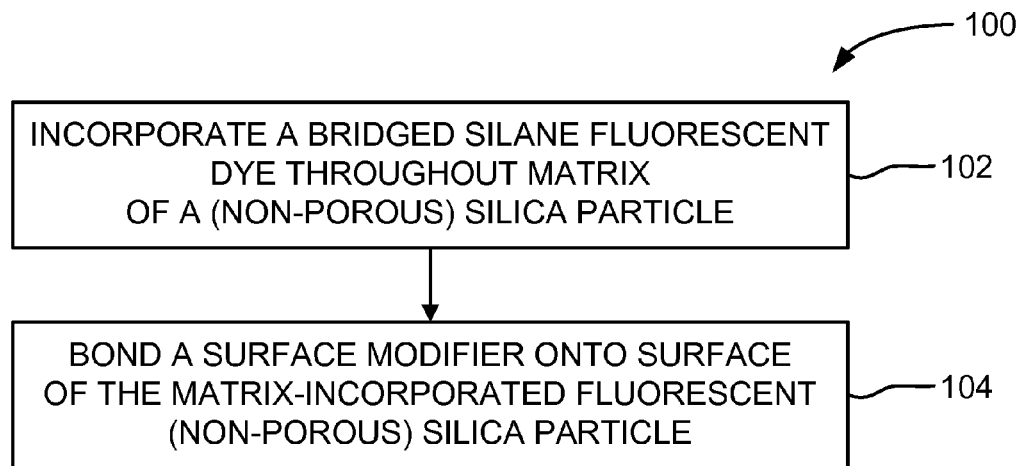 100
INCORPORATE A BRIDGED SILANE FLUORESCENT
DYE THROUGHOUT MATRIX
OF A (NON-POROUS) SILICA PARTICLE
102
BOND A SURFACE MODIFIER ONTO SURFACE
OF THE MATRIX-INCORPORATED FLUORESCENT
(NON-POROUS) SILICA PARTICLE
104